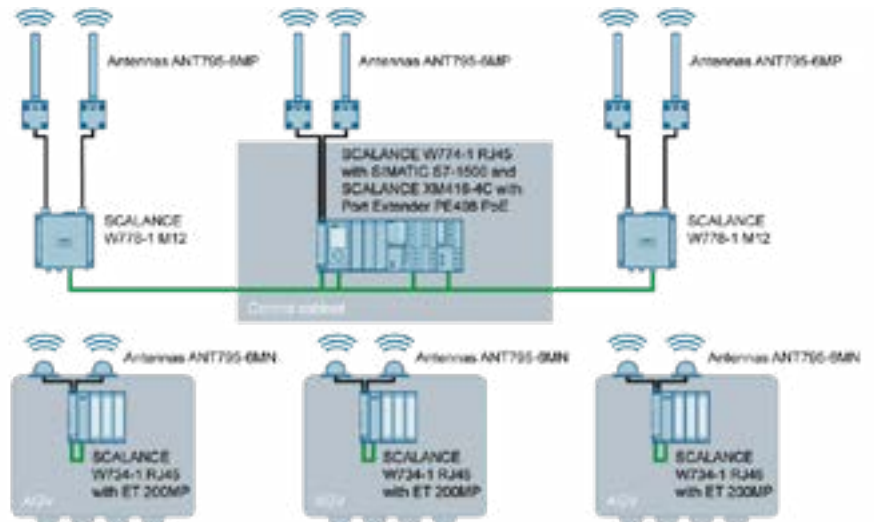 Antennas ANT795-6MP
Antennas ANT795-6MP
Antennas ANT795-6MP
SCALANCE W774-1 RJ45
with SIMATIC S7-1500 and
SCALANCE XM416-4C with
Port Extender PE408 PoE
SCALANCE
W778-1 M12
SCALANCE
W778-1 M12
Control cabinet
Antennas ANT795-6MN
Antennas ANT795-6MN
Antennas ANT795-6MN
SCALANCE
W734-1 RJ45
with ET 200MP
AGV
SCALANCE
W734-1 RJ45
with ET 200MP
AGV
SCALANCE
W734-1 RJ45
with ET 200MP
AGV